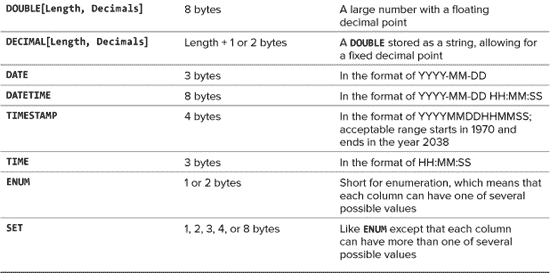 DOUBLE[Length, Decimals] 8 bytes A large number with a floating
decimal point
DECIMAL[Length, Decimals] Length + 1 or 2 bytes A DOUBLE stored as a string, allowing for
a fixed decimal point
DATE 3 bytes In the format of YYYY-MM-DD
DATETIME 8 bytes In the format of YYYY-MM-DD HH:MM:SS
TIMESTAMP 4 bytes In the format of YYYYMMDDHHMMSS;
acceptable range starts in 1970 and
ends in the year 2038
TIME 3 bytes In the format of HH:MM:SS
ENUM 1 or 2 bytes Short for enumeration, which means that
each column can have one of several
possible values
SET 1, 2, 3, 4, or 8 bytes Like ENUM except that each column
can have more than one of several
possible values